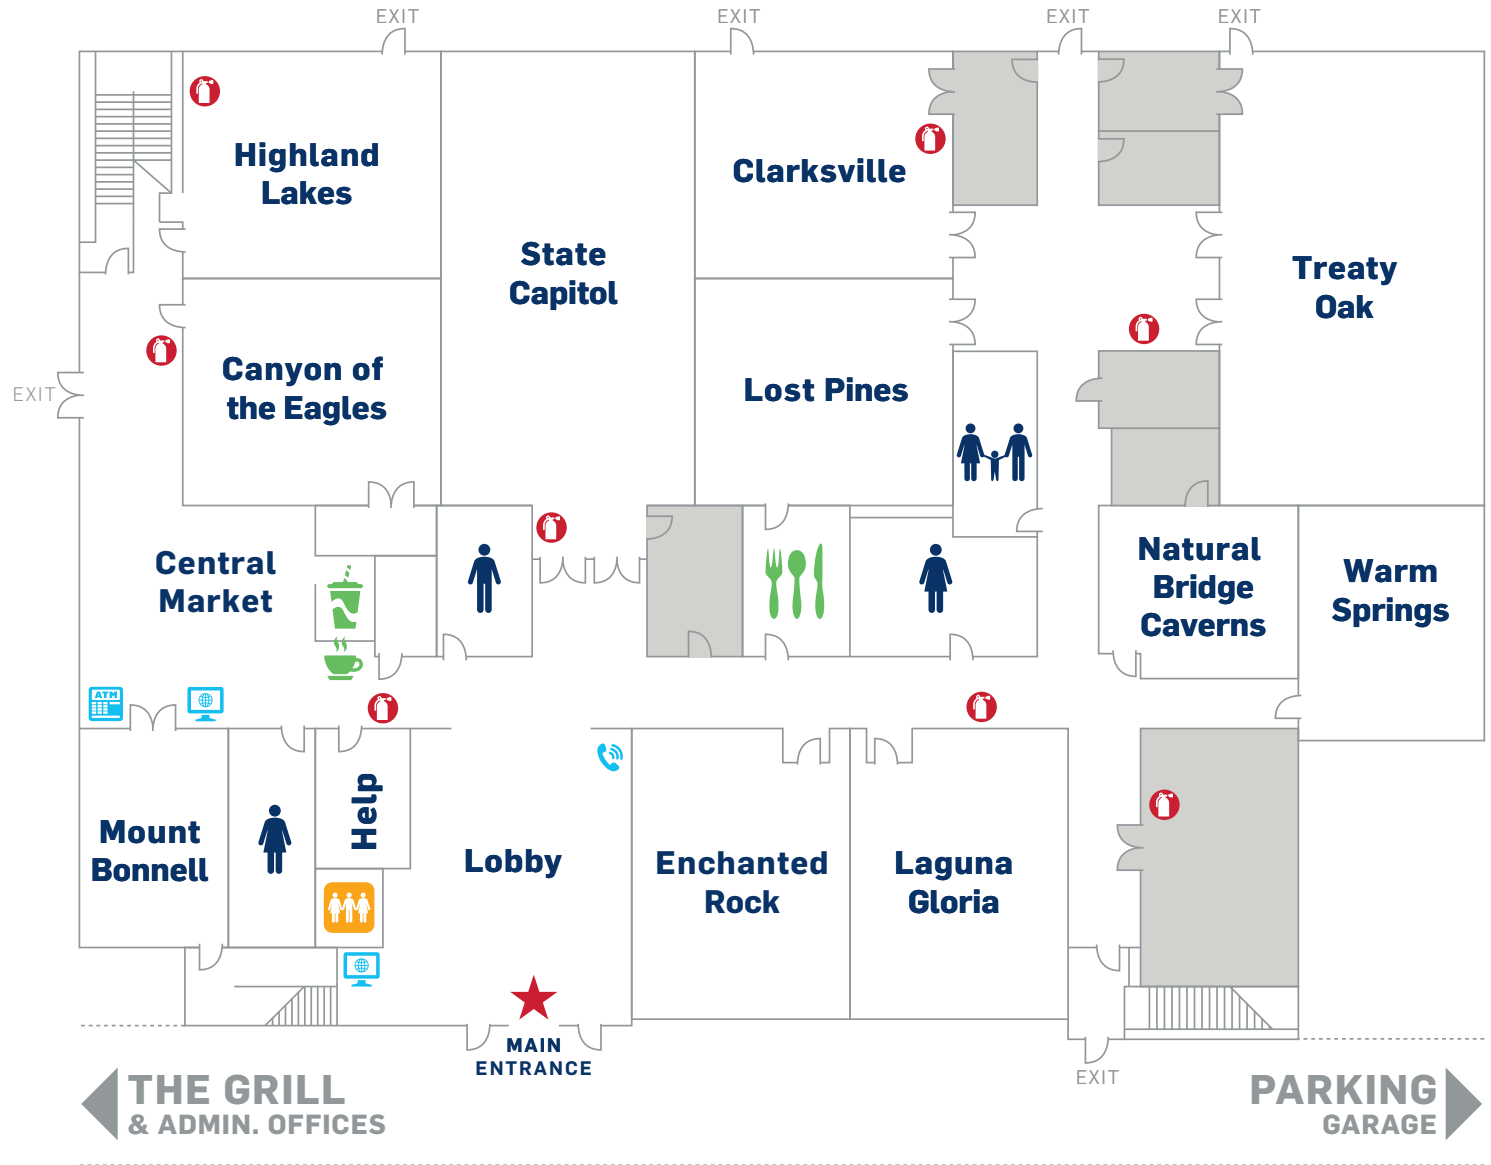 EXIT
EXIT
EXIT
EXIT
Highland
Lakes
State
Capitol
Clarksville
Treaty
Oak
Canyon of
the Eagles
Lost Pines
EXIT
Central
Market
Natural
Bridge
Caverns
Warm
Springs
ATM
Mount
Bonnell
Help
Lobby
Enchanted
Rock
Laguna
Gloria
MAIN
ENTRANCE
EXIT
THE GRILL
& ADMIN. OFFICES
PARKING
GARAGE